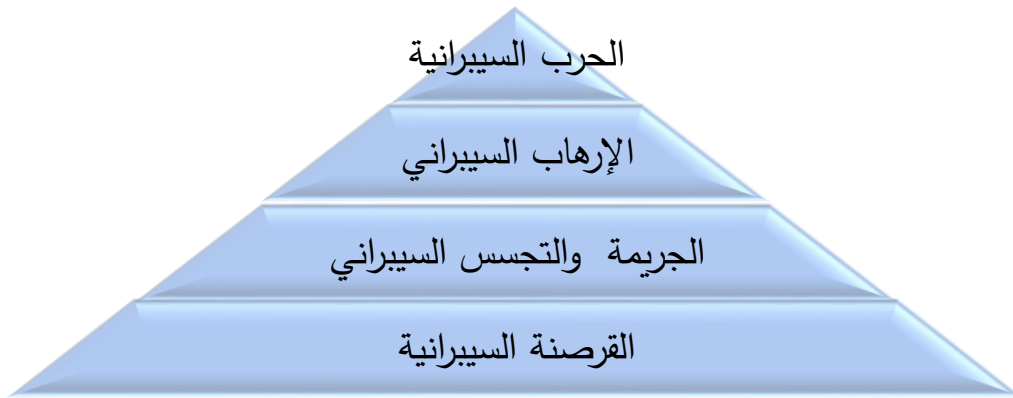 الحرب السيبرانية
الإرهاب السيبراني
الجريمة والتجسس السيبراني
القرصنة السيبرانية